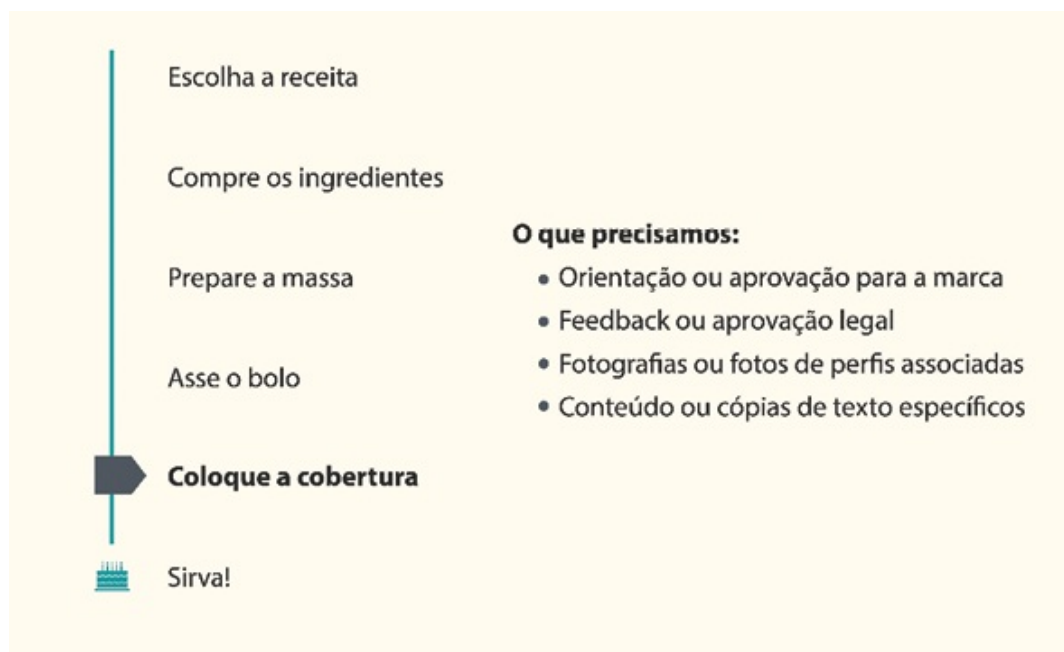 Escolha a receita
Compre os ingredientes
Prepare a massa
Asse o bolo
Coloque a cobertura
Sirva!
O que precisamos:
• Orientação ou aprovação para a marca
• Feedback ou aprovação legal
• Fotografias ou fotos de perfis associadas
• Conteúdo ou cópias de texto específicos